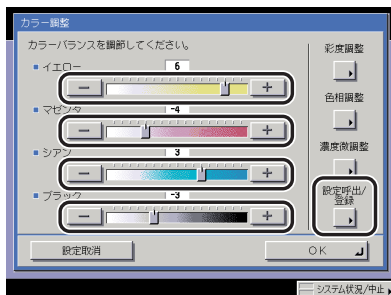 カラー調整
カラーバランスを調節してください。
■ イエロー
6
− +
■ マゼンタ
-4
− +
■ シアン
3
− +
■ ブラック
-3
− +
彩度調整
色相調整
濃度微調整
設定呼出/
登録
設定取消
OK
システム状況/中止